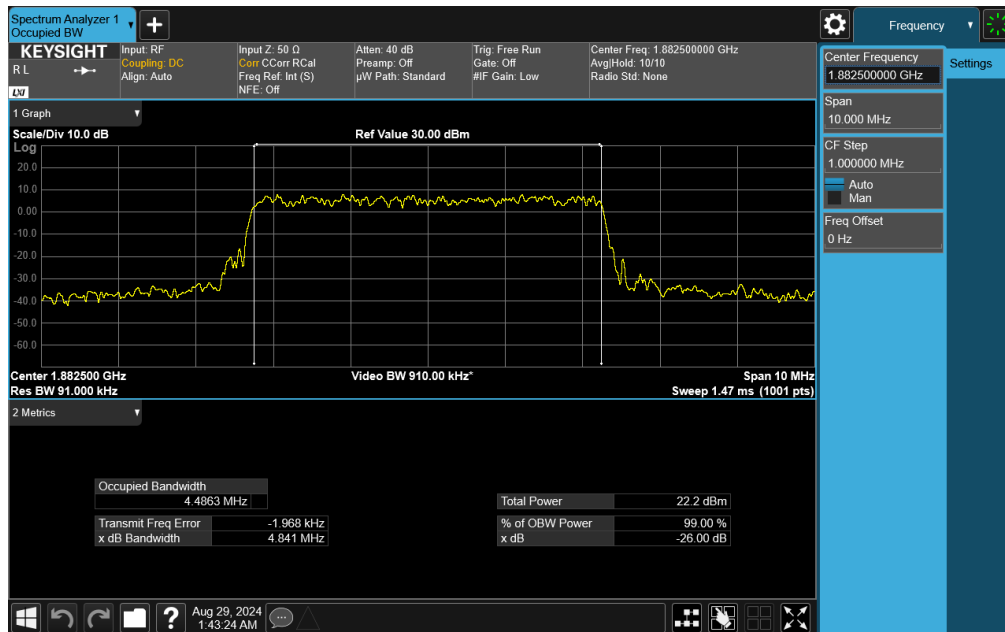 Spectrum Analyzer 1
Occupied BW
Frequency
KEYSIGHT
R L
LXI
Input: RF
Coupling: DC
Align: Auto
Input Z: 50 Ω
Corr CCorr RCal
Freq Ref: Int (S)
NFE: Off
Atten: 40 dB
Preamp: Off
µW Path: Standard
Trig: Free Run
Gate: Off
#IF Gain: Low
Center Freq: 1.882500000 GHz
Avg|Hold: 10/10
Radio Std: None
Center Frequency
1.882500000 GHz
Settings
Span
10.000 MHz
CF Step
1.000000 MHz
Auto
Man
Freq Offset
0 Hz
1 Graph
Scale/Div 10.0 dB
Ref Value 30.00 dBm
Log
20.0
10.0
0.00
-10.0
-20.0
-30.0
-40.0
-50.0
-60.0
Center 1.882500 GHz
Video BW 910.00 kHz*
Span 10 MHz
Res BW 91.000 kHz
Sweep 1.47 ms (1001 pts)
2 Metrics
Occupied Bandwidth
4.4863 MHz
Total Power 22.2 dBm
Transmit Freq Error -1.968 kHz
% of OBW Power 99.00 %
x dB Bandwidth 4.841 MHz
x dB -26.00 dB
?
Aug 29, 2024
1:43:24 AM